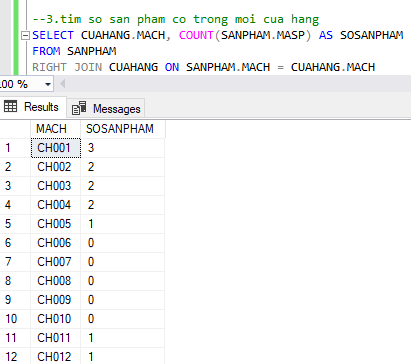 --3.tim so san pham co trong moi cua hang
SELECT CUAHANG.MACH, COUNT(SANPHAM.MASP) AS SOSANPHAM
FROM SANPHAM
RIGHT JOIN CUAHANG ON SANPHAM.MACH = CUAHANG.MACH
00 %
Results Messages
MACH SOSANPHAM
1 CH001 3
2 CH002 2
3 CH003 2
4 CH004 2
5 CH005 1
6 CH006 0
7 CH007 0
8 CH008 0
9 CH009 0
10 CH010 0
11 CH011 1
12 CH012 1